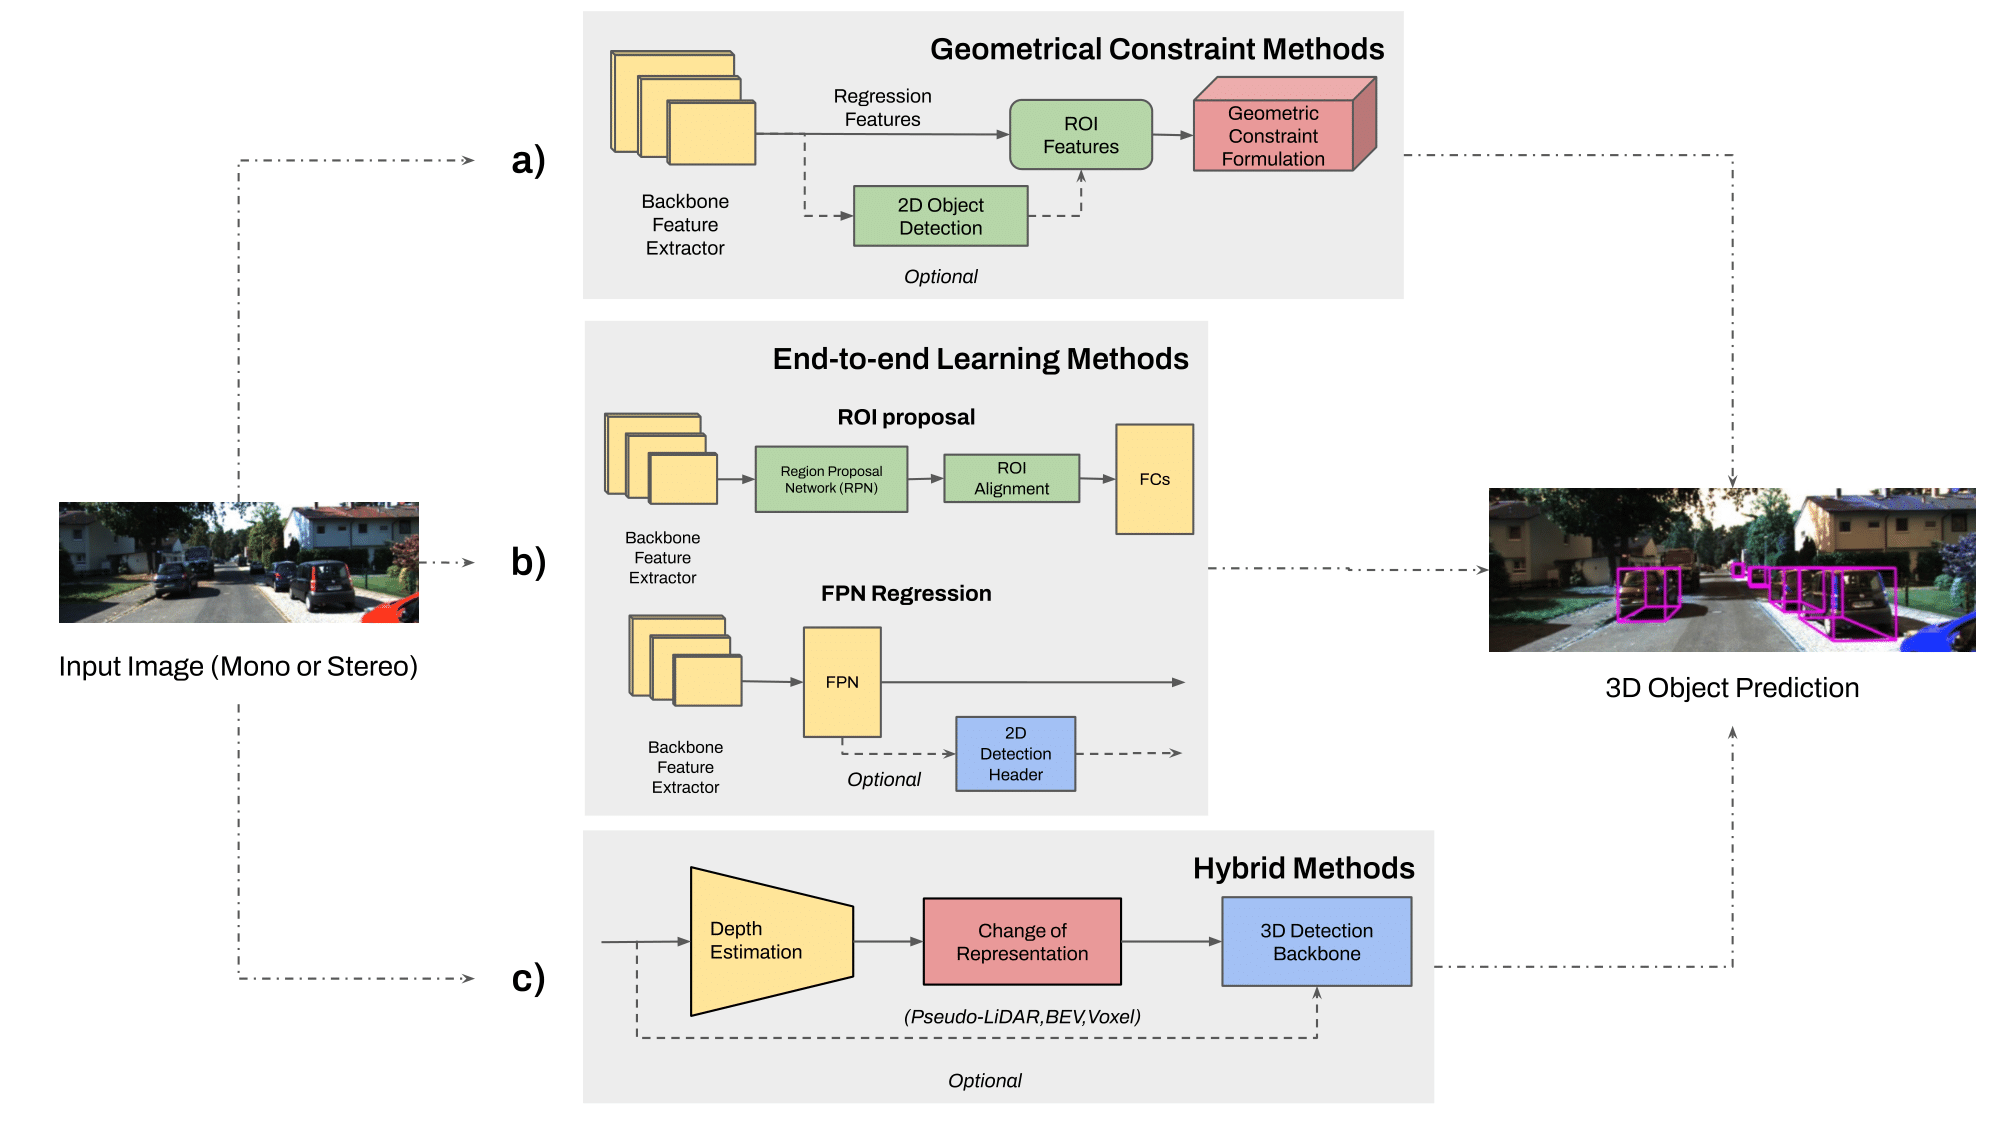 Geometrical Constraint Methods
a)
Regression
Features
ROI
Features
Geometric
Constraint
Formulation
Backbone
Feature
Extractor
2D Object
Detection
Optional
End-to-end Learning Methods
b)
ROI proposal
Region Proposal
Network (RPN)
ROI
Alignment
FCs
Backbone
Feature
Extractor
FPN Regression
FPN
2D
Detection
Header
Backbone
Feature
Extractor
Optional
Input Image (Mono or Stereo)
3D Object Prediction
Hybrid Methods
c)
Depth
Estimation
Change of
Representation
3D Detection
Backbone
(Pseudo-LiDAR,BEV,Voxel)
Optional